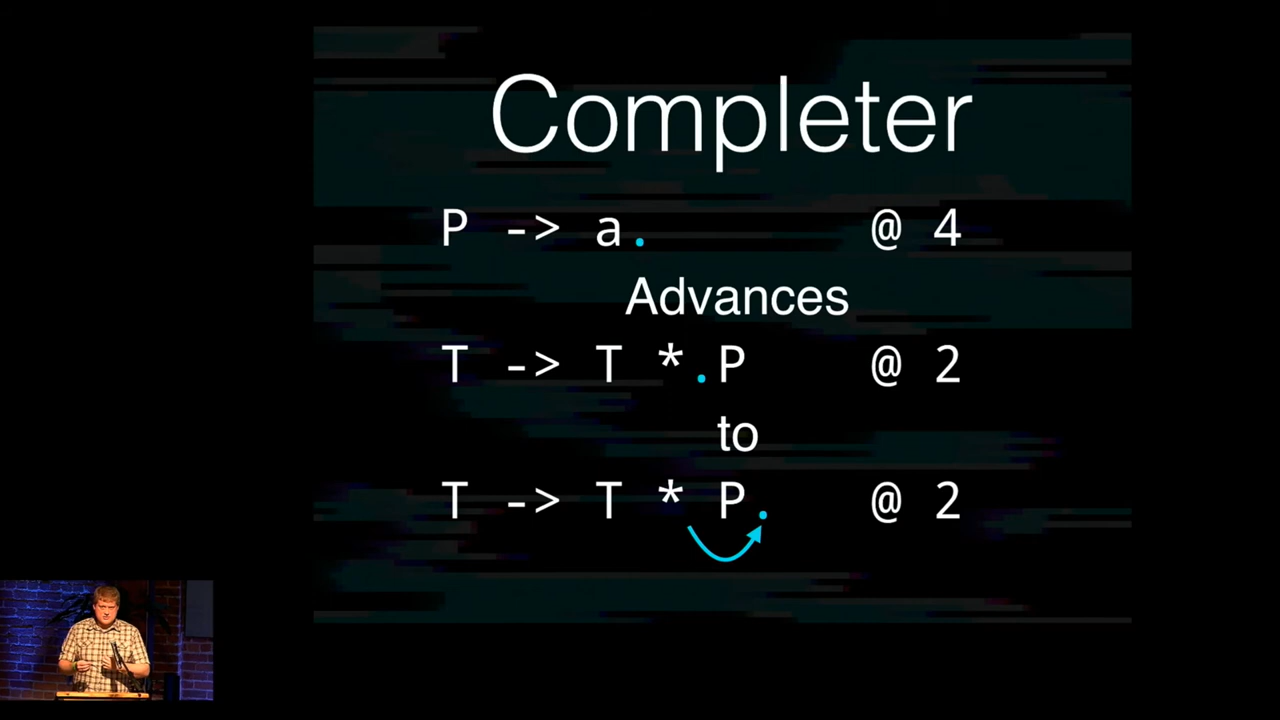 Completer
P -> a. @ 4
Advances
T -> T *.P @ 2
to
T -> T * P. @ 2